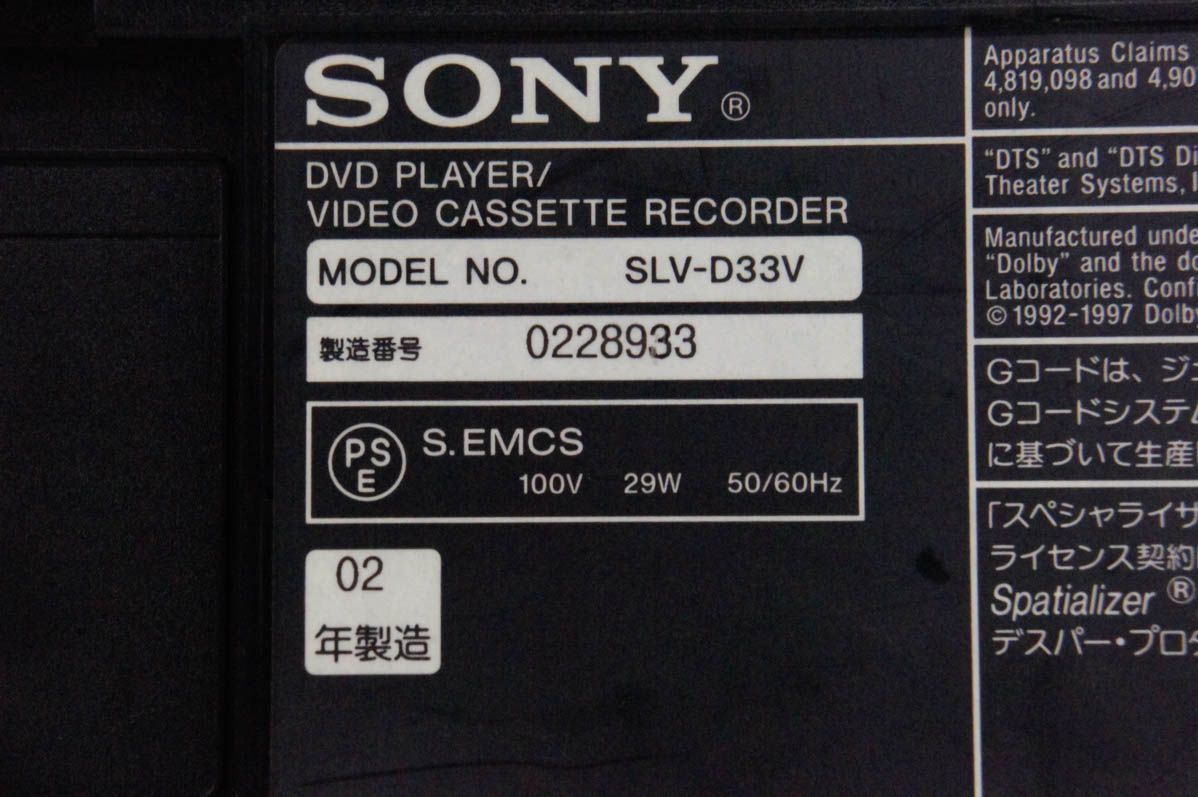 SONY®
DVD PLAYER/
VIDEO CASSETTE RECORDER
MODEL NO. SLV-D33V
製造番号 0228933
PSE S.EMCS
100V 29W 50/60Hz
02
年製造
Apparatus Claims
4,819,098 and 4,90
only.
"DTS" and "DTS Di
Theater Systems, I
Manufactured unde
"Dolby" and the do
Laboratories. Conf
© 1992-1997 Dolby
Gコードは、ジェ
Gコードシステム
に基づいて生産
「スペシャライザ
ライセンス契約
Spatializer ®
デスパー・プロ